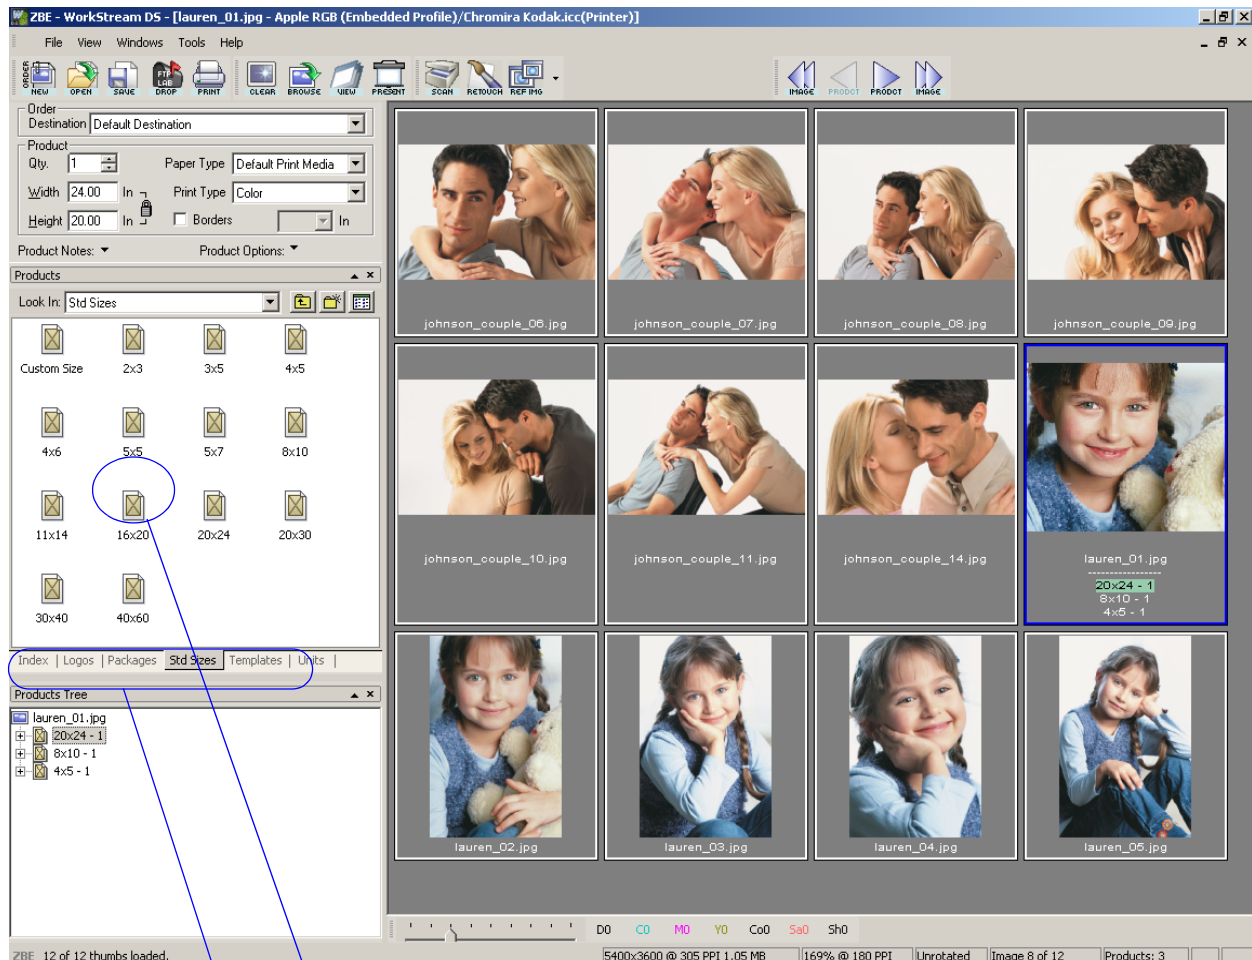 ZBE - WorkStream DS - [lauren_01.jpg - Apple RGB (Embedded Profile)/Chromira Kodak.icc(Printer)]
File View Windows Tools Help
ORDER
NEW OPEN SAVE FTP LAB DROP PRINT CLEAR BROWSE VIEW PRESENT SCAN RETOUCH REF IMG IMAGE PRODCT PRODCT IMAGE
Order
Destination Default Destination
Product
Qty. 1 Paper Type Default Print Media
Width 24.00 In Print Type Color
Height 20.00 In Borders In
Product Notes: Product Options:
Products
Look In: Std Sizes
Custom Size 2x3 3x5 4x5
4x6 5x5 5x7 8x10
11x14 16x20 20x24 20x30
30x40 40x60
Index | Logos | Packages Std Sizes Templates | Units |
Products Tree
lauren_01.jpg
20x24 - 1
8x10 - 1
4x5 - 1
johnson_couple_06.jpg johnson_couple_07.jpg johnson_couple_08.jpg johnson_couple_09.jpg
johnson_couple_10.jpg johnson_couple_11.jpg johnson_couple_14.jpg lauren_01.jpg
------------------
20x24 - 1
8x10 - 1
4x5 - 1
lauren_02.jpg lauren_03.jpg lauren_04.jpg lauren_05.jpg
D0 C0 M0 Y0 Co0 Sa0 Sh0
ZBE 12 of 12 thumbs loaded. 5400x3600 @ 305 PPI 1.05 MB 169% @ 180 PPI Unrotated Image 8 of 12 Products: 3